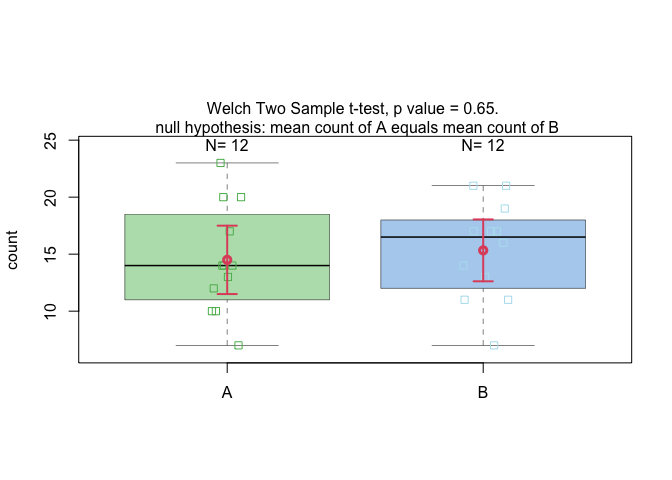 Welch Two Sample t-test, p value = 0.65.
null hypothesis: mean count of A equals mean count of B
N= 12 N= 12
25
20
15
10
count
A B